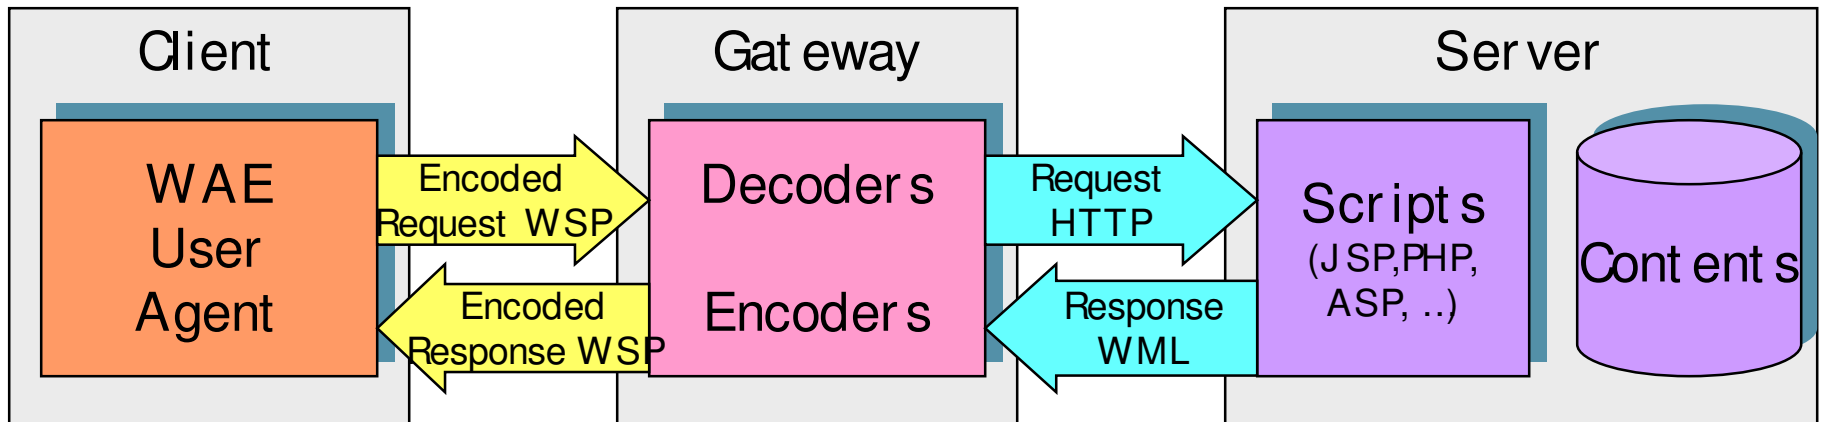 Client
Gateway
Server
WAE
User
Agent
Encoded
Request WSP
Encoded
Response WSP
Decoders
Encoders
Request
HTTP
Response
WML
Scripts
(JSP,PHP,
ASP, ...)
Contents